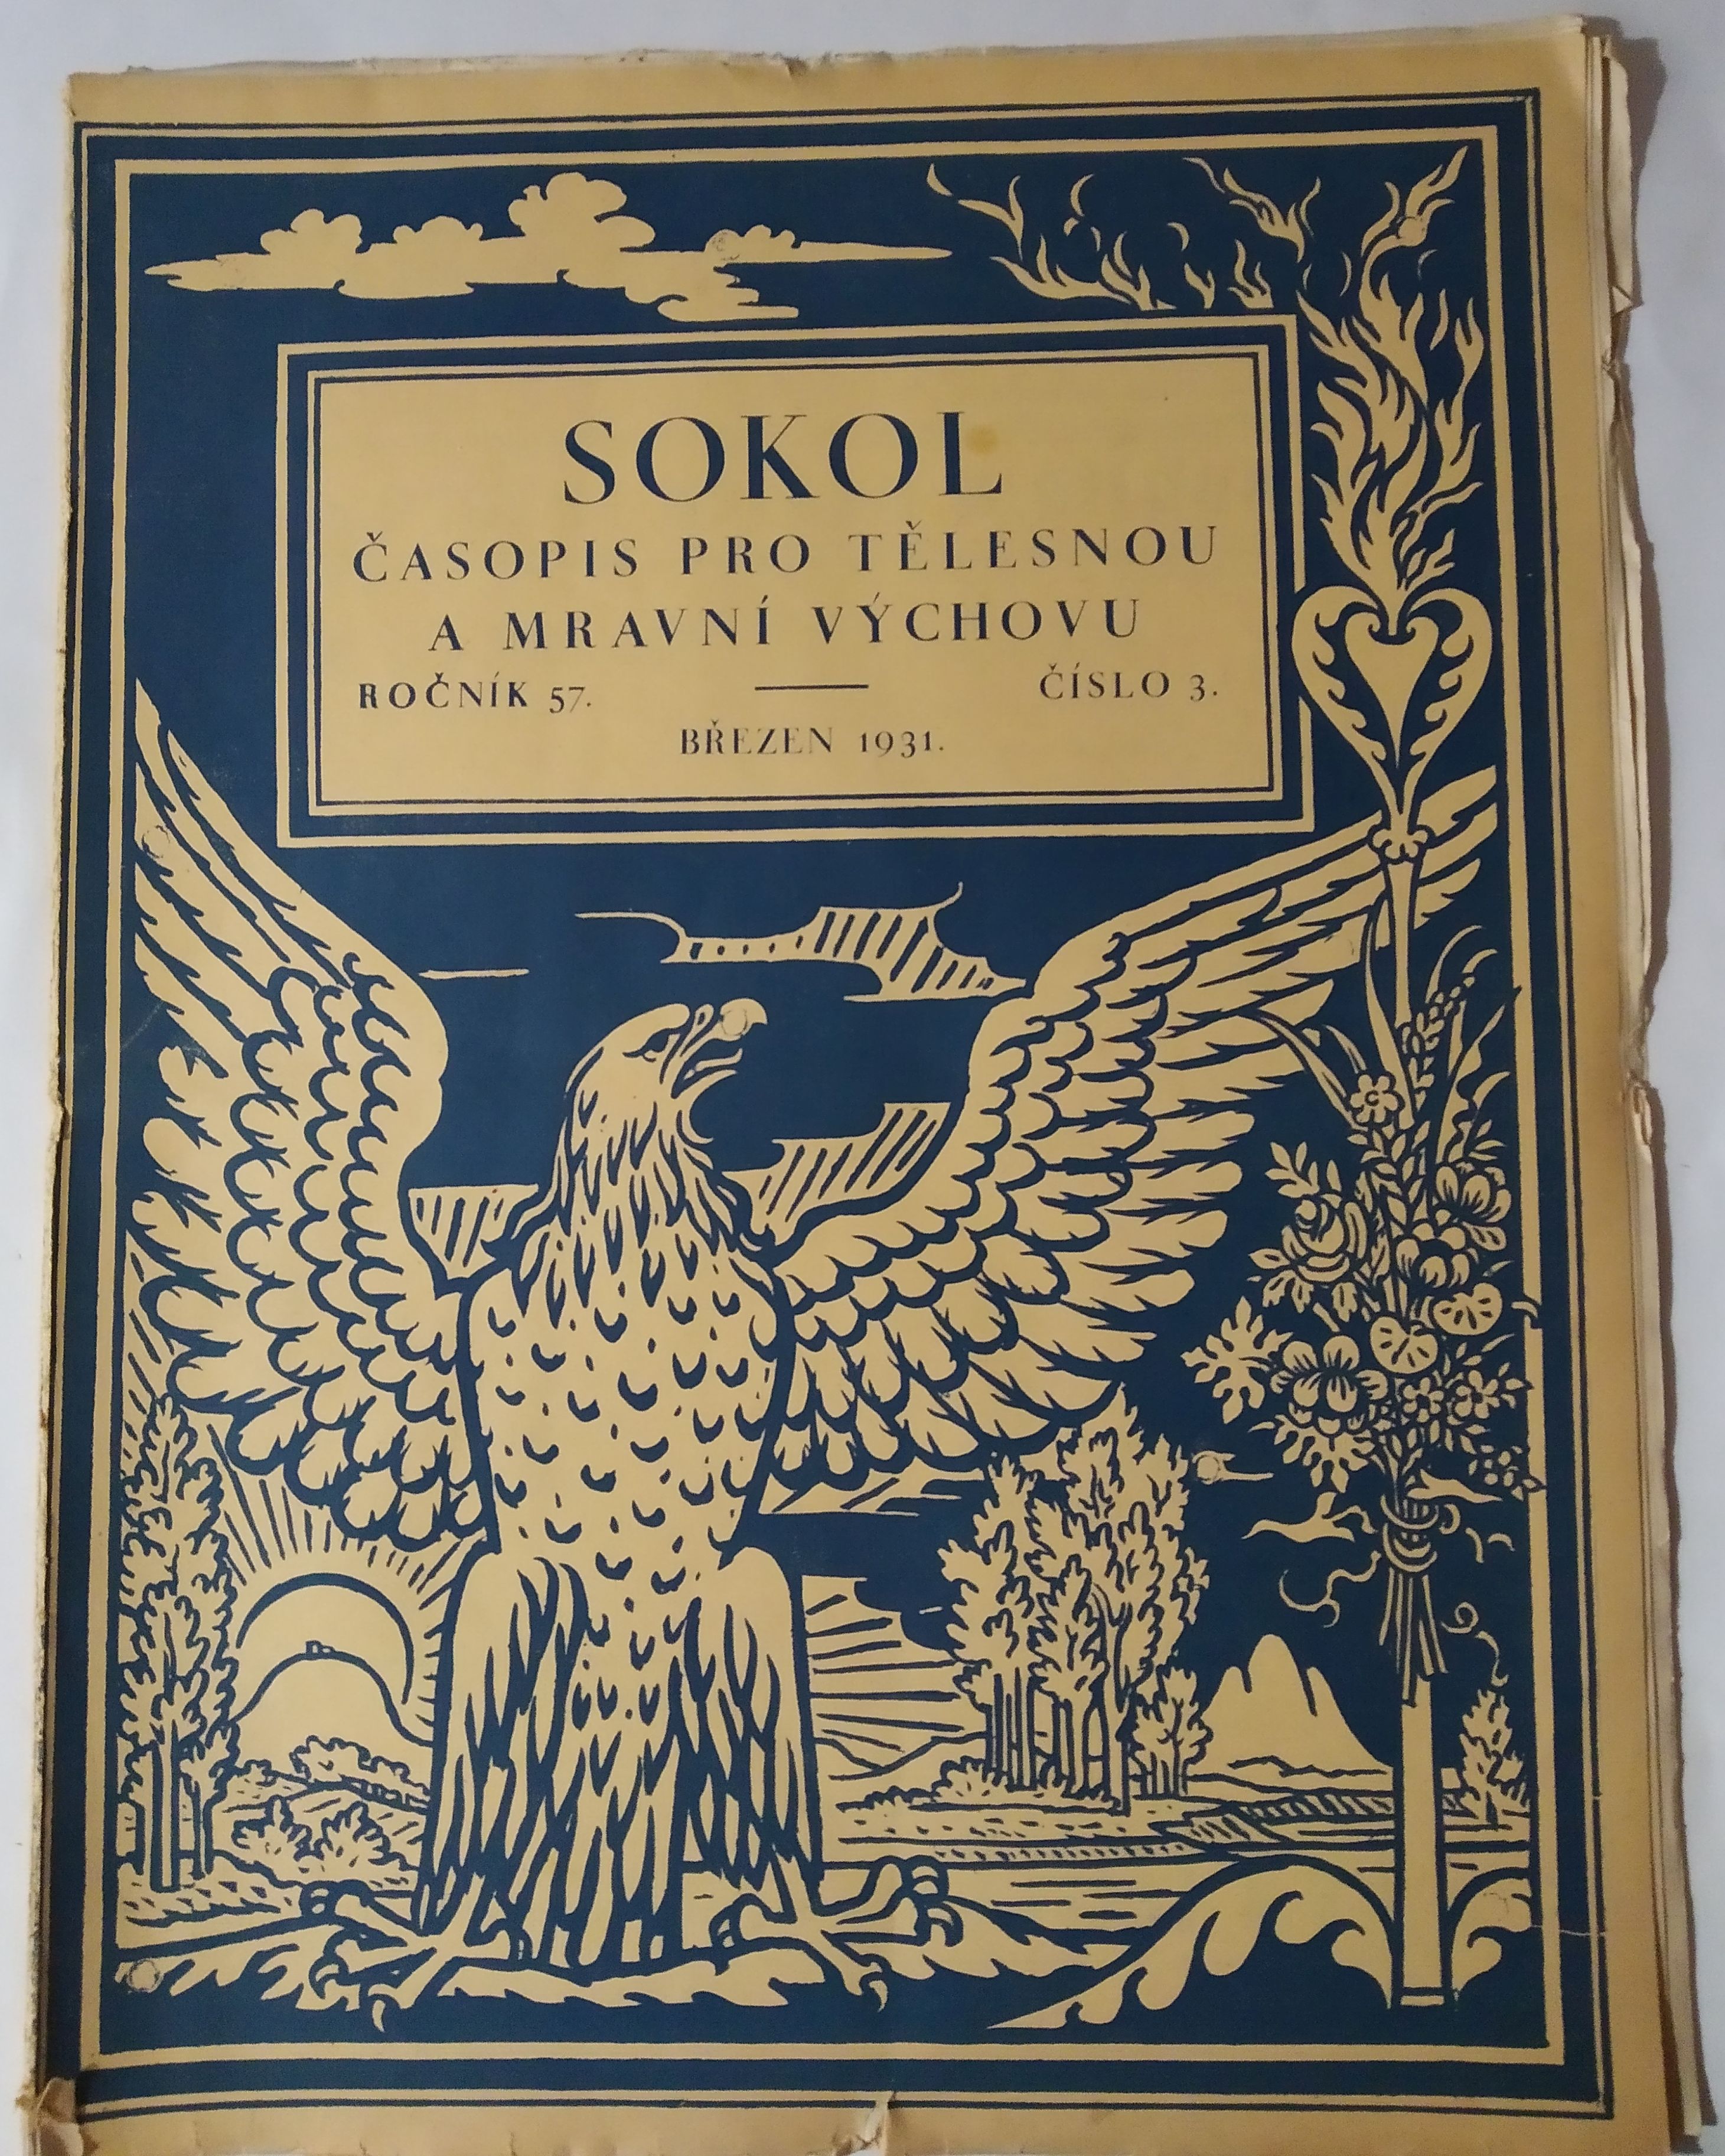 SOKOL
ČASOPIS PRO TĚLESNOU
A MRAVNÍ VÝCHOVU
ROČNÍK 57. ČÍSLO 3.
BŘEZEN 1931.